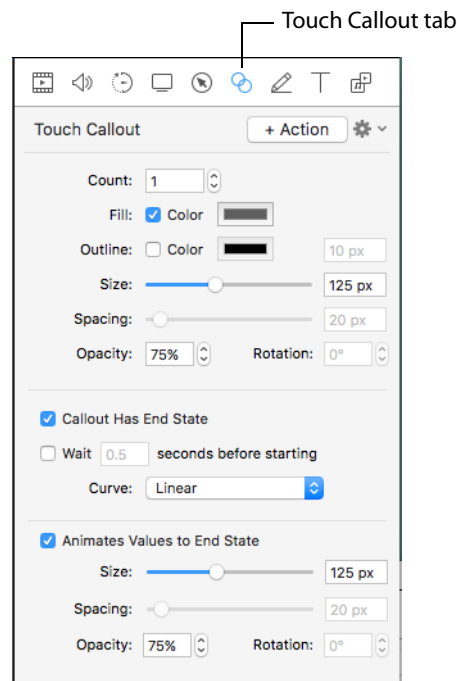 Touch Callout tab
Touch Callout + Action
Count: 1
Fill: Color
Outline: Color 10 px
Size: 125 px
Spacing: 20 px
Opacity: 75% Rotation: 0°
Callout Has End State
Wait 0.5 seconds before starting
Curve: Linear
Animates Values to End State
Size: 125 px
Spacing: 20 px
Opacity: 75% Rotation: 0°